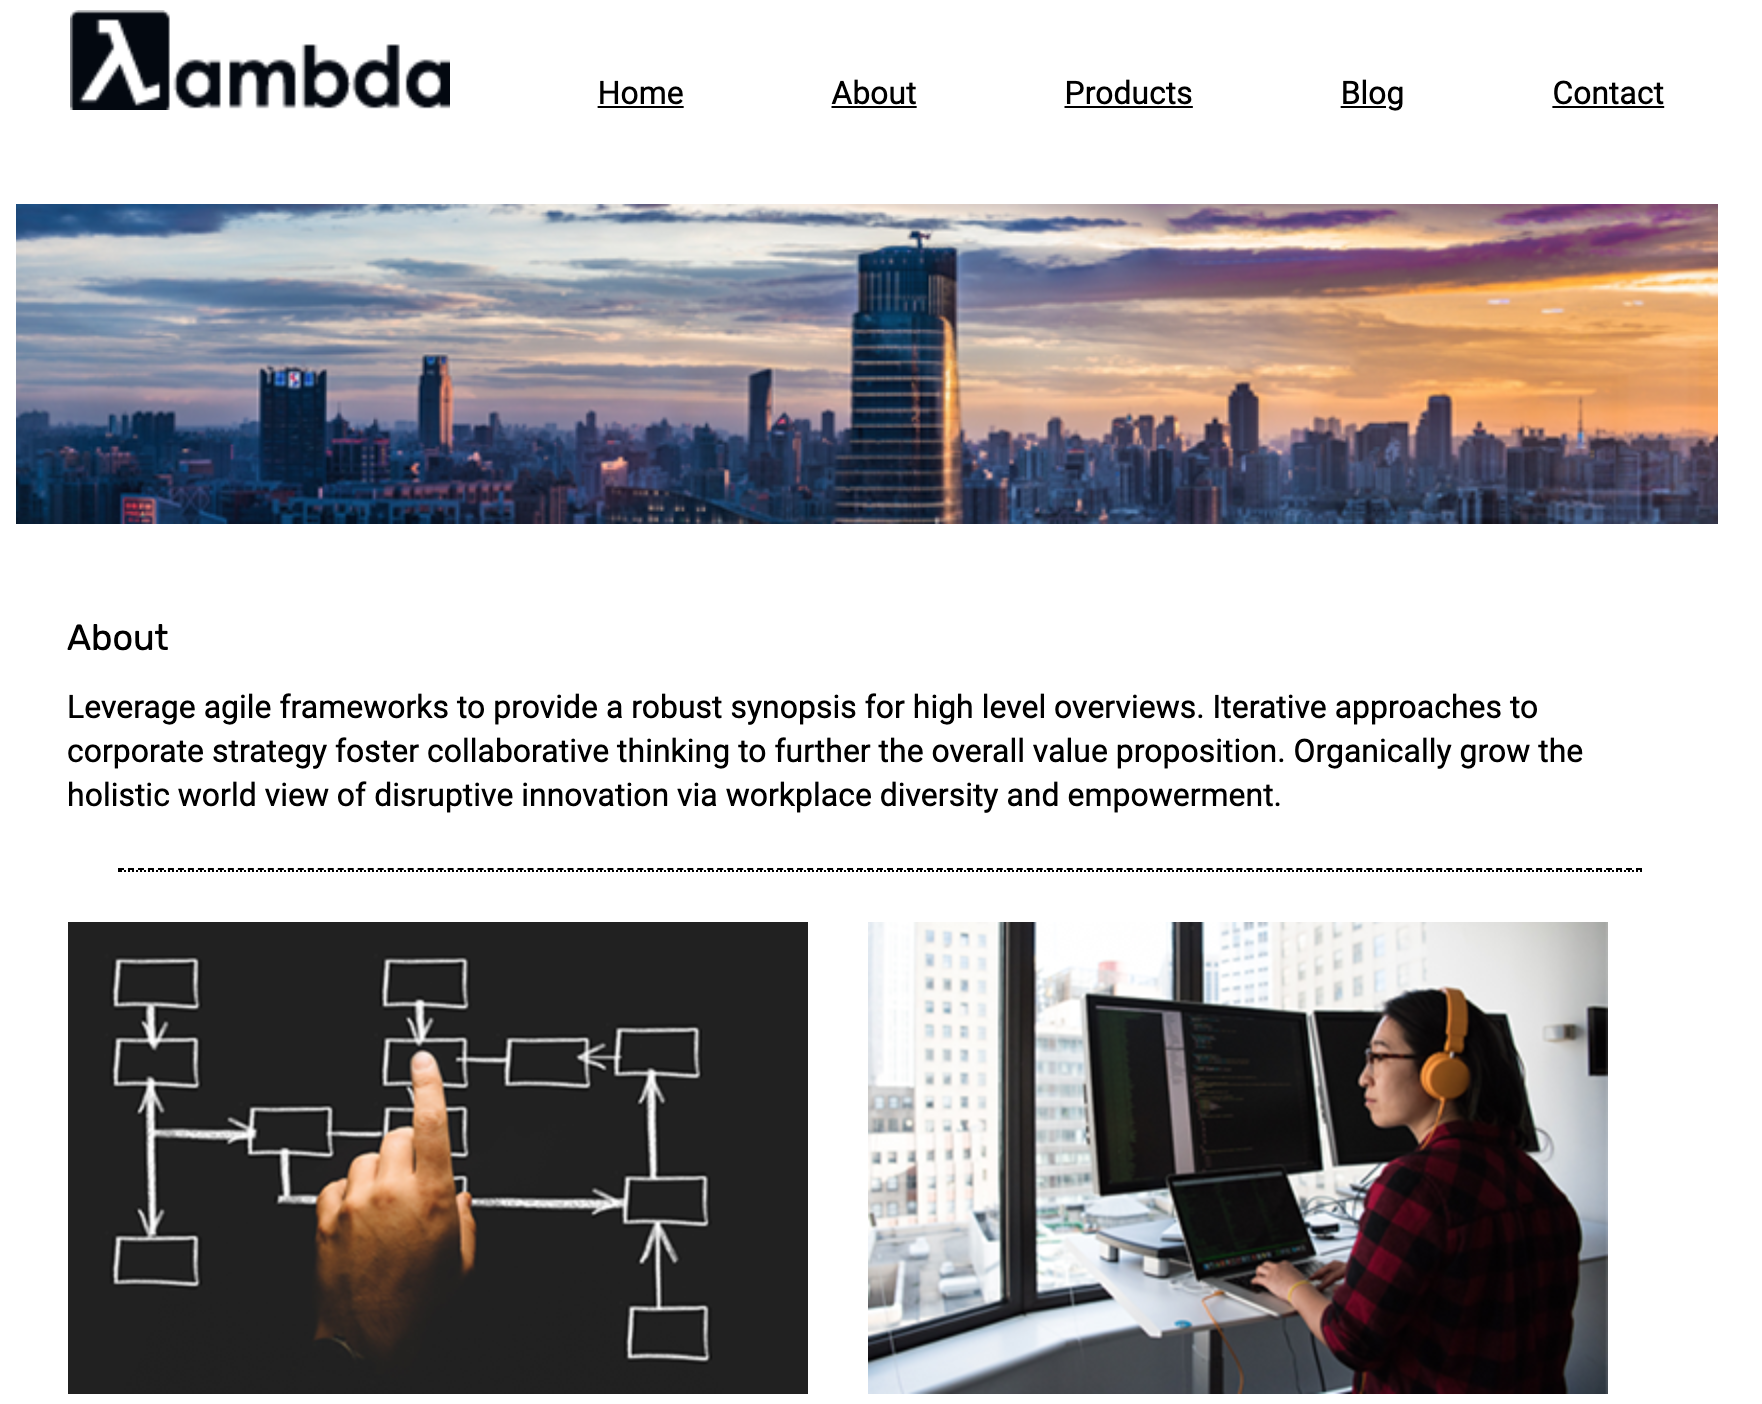 λambda
Home About Products Blog Contact
About
Leverage agile frameworks to provide a robust synopsis for high level overviews. Iterative approaches to
corporate strategy foster collaborative thinking to further the overall value proposition. Organically grow the
holistic world view of disruptive innovation via workplace diversity and empowerment.